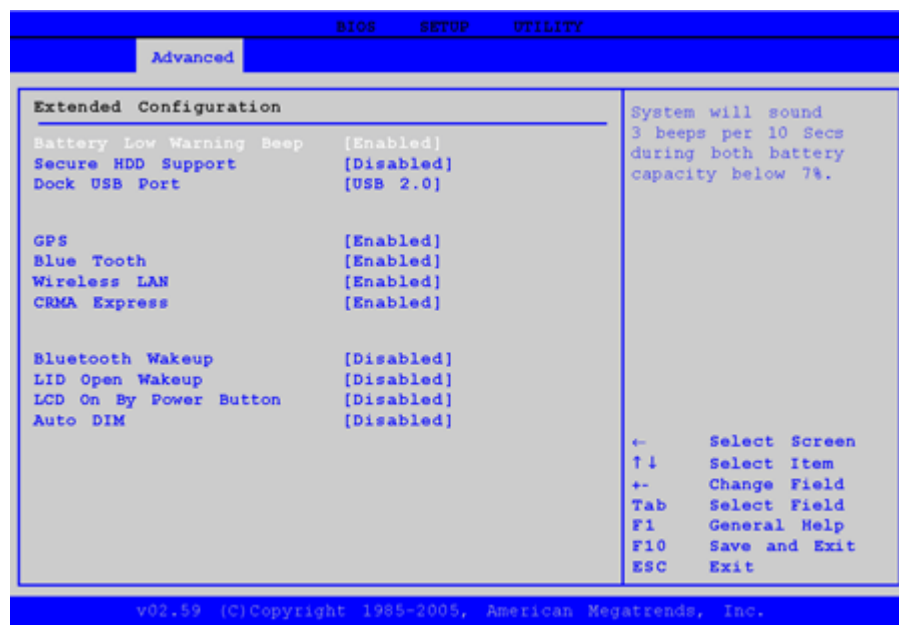 BIOS SETUP UTILITY
Advanced
Extended Configuration
Battery Low Warning Beep [Enabled]
Secure HDD Support [Disabled]
Dock USB Port [USB 2.0]
GPS [Enabled]
Blue Tooth [Enabled]
Wireless LAN [Enabled]
CRMA Express [Enabled]
Bluetooth Wakeup [Disabled]
LID Open Wakeup [Disabled]
LCD On By Power Button [Disabled]
Auto DIM [Disabled]
System will sound
3 beeps per 10 Secs
during both battery
capacity below 7%.
← Select Screen
↑↓ Select Item
+- Change Field
Tab Select Field
F1 General Help
F10 Save and Exit
ESC Exit
v02.59 (C)Copyright 1985-2005, American Megatrends, Inc.